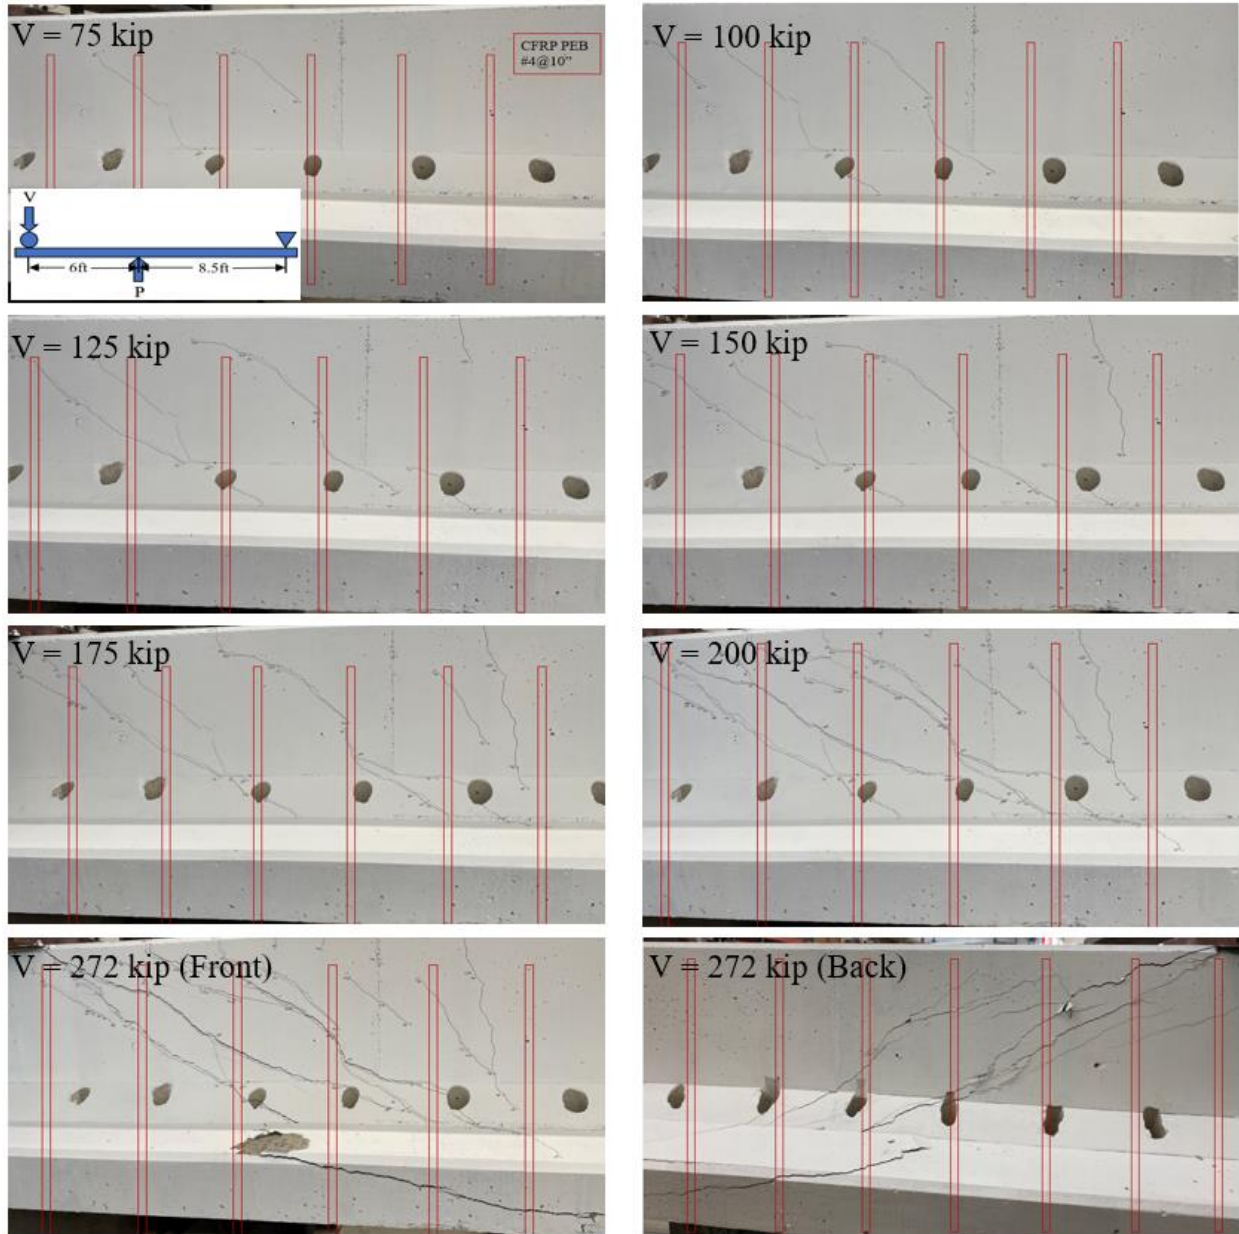 V = 75 kip
CFRP PEB
#4@10"
V
6ft
8.5ft
P
V = 100 kip
V = 125 kip
V = 150 kip
V = 175 kip
V = 200 kip
V = 272 kip (Front)
V = 272 kip (Back)